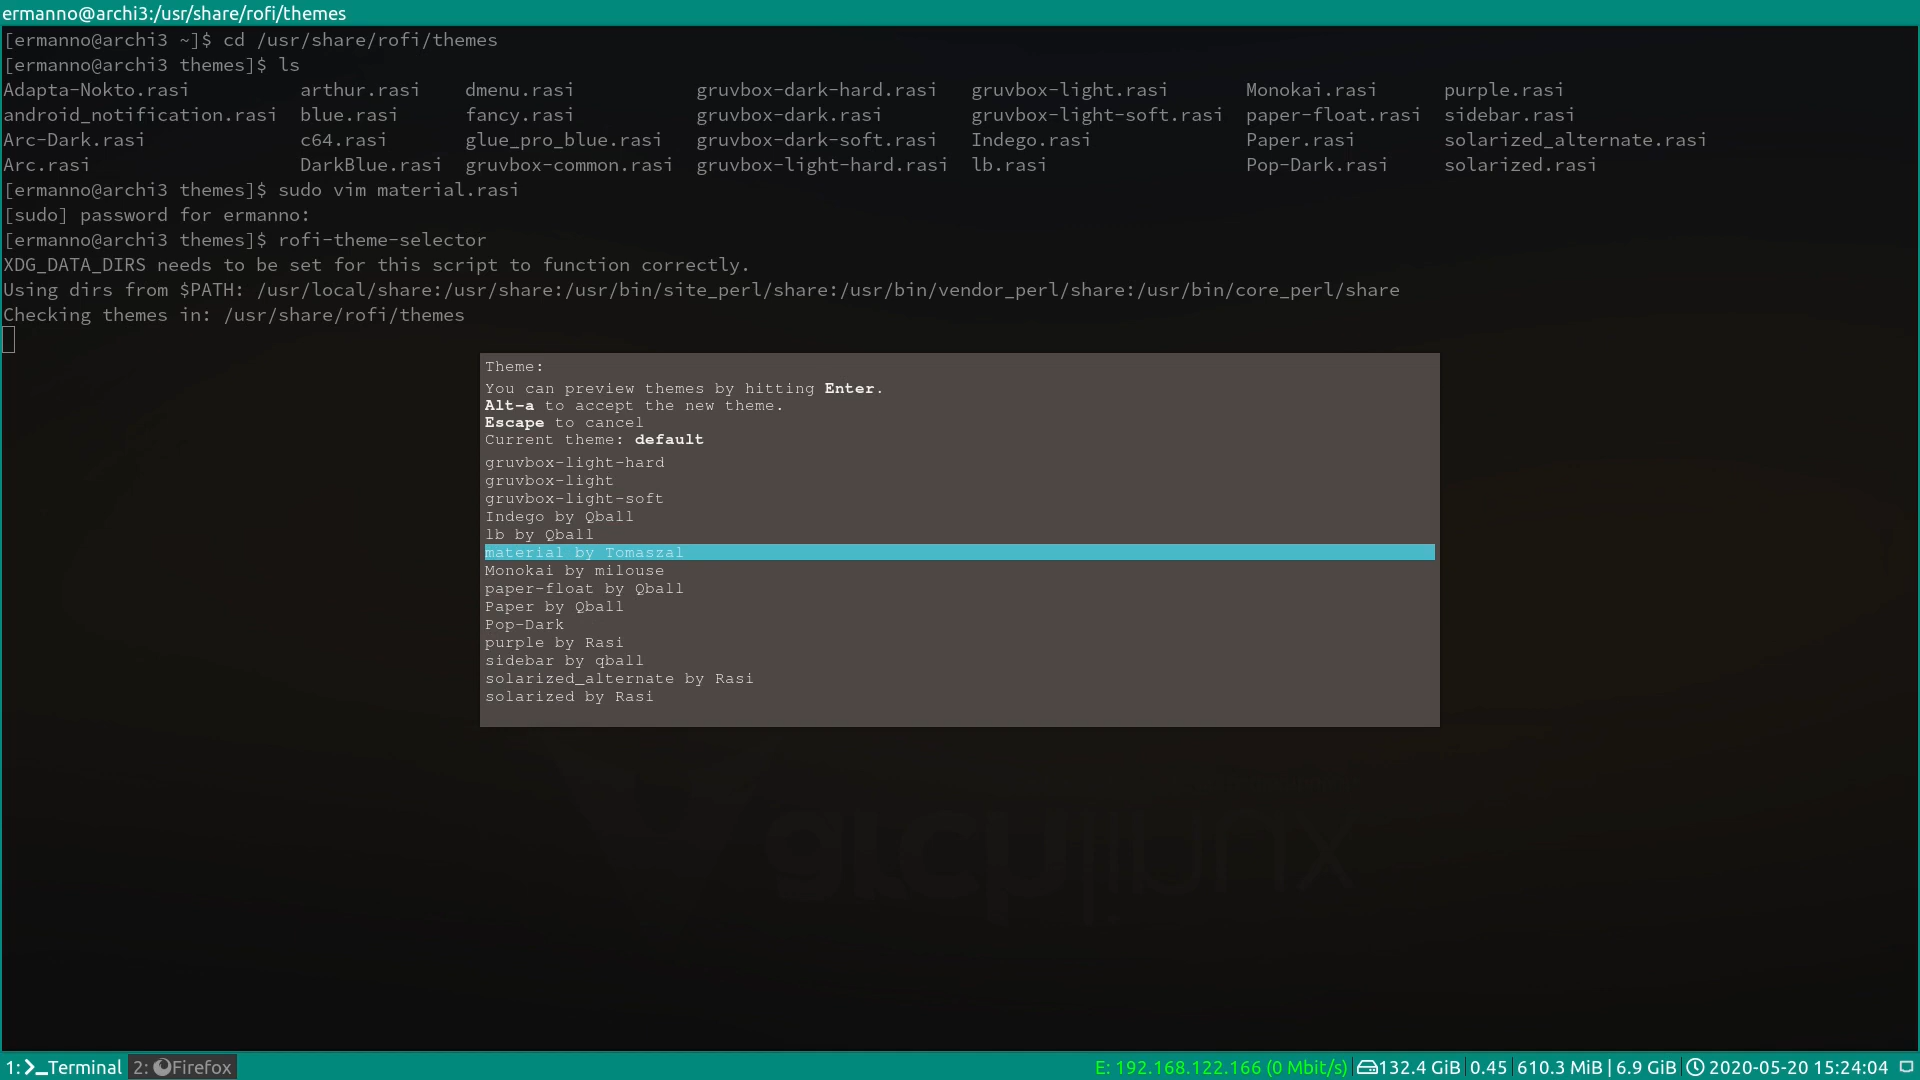 ermanno@archi3:/usr/share/rofi/themes
[ermanno@archi3 ~]$ cd /usr/share/rofi/themes
[ermanno@archi3 themes]$ ls
Adapta-Nokto.rasi arthur.rasi dmenu.rasi gruvbox-dark-hard.rasi gruvbox-light.rasi Monokai.rasi purple.rasi
android_notification.rasi blue.rasi fancy.rasi gruvbox-dark.rasi gruvbox-light-soft.rasi paper-float.rasi sidebar.rasi
Arc-Dark.rasi c64.rasi glue_pro_blue.rasi gruvbox-dark-soft.rasi Indego.rasi Paper.rasi solarized_alternate.rasi
Arc.rasi DarkBlue.rasi gruvbox-common.rasi gruvbox-light-hard.rasi lb.rasi Pop-Dark.rasi solarized.rasi
[ermanno@archi3 themes]$ sudo vim material.rasi
[sudo] password for ermanno:
[ermanno@archi3 themes]$ rofi-theme-selector
XDG_DATA_DIRS needs to be set for this script to function correctly.
Using dirs from $PATH: /usr/local/share:/usr/share:/usr/bin/site_perl/share:/usr/bin/vendor_perl/share:/usr/bin/core_perl/share
Checking themes in: /usr/share/rofi/themes
Theme:
You can preview themes by hitting Enter.
Alt-a to accept the new theme.
Escape to cancel
Current theme: default
gruvbox-light-hard
gruvbox-light
gruvbox-light-soft
Indego by Qball
lb by Qball
material by Tomaszal
Monokai by milouse
paper-float by Qball
Paper by Qball
Pop-Dark
purple by Rasi
sidebar by qball
solarized_alternate by Rasi
solarized by Rasi
1: Terminal 2: Firefox E: 192.168.122.166 (0 Mbit/s) 132.4 GiB 0.45 610.3 MiB | 6.9 GiB 2020-05-20 15:24:04